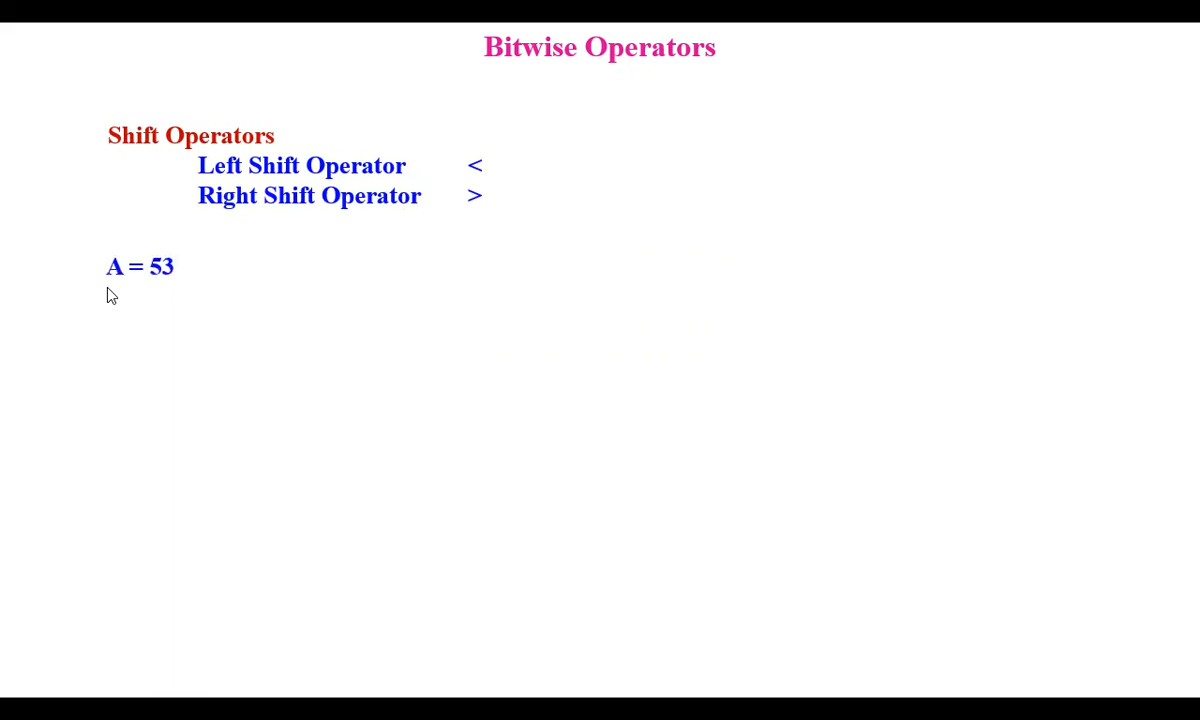 Bitwise Operators
Shift Operators
Left Shift Operator <
Right Shift Operator >
A = 53